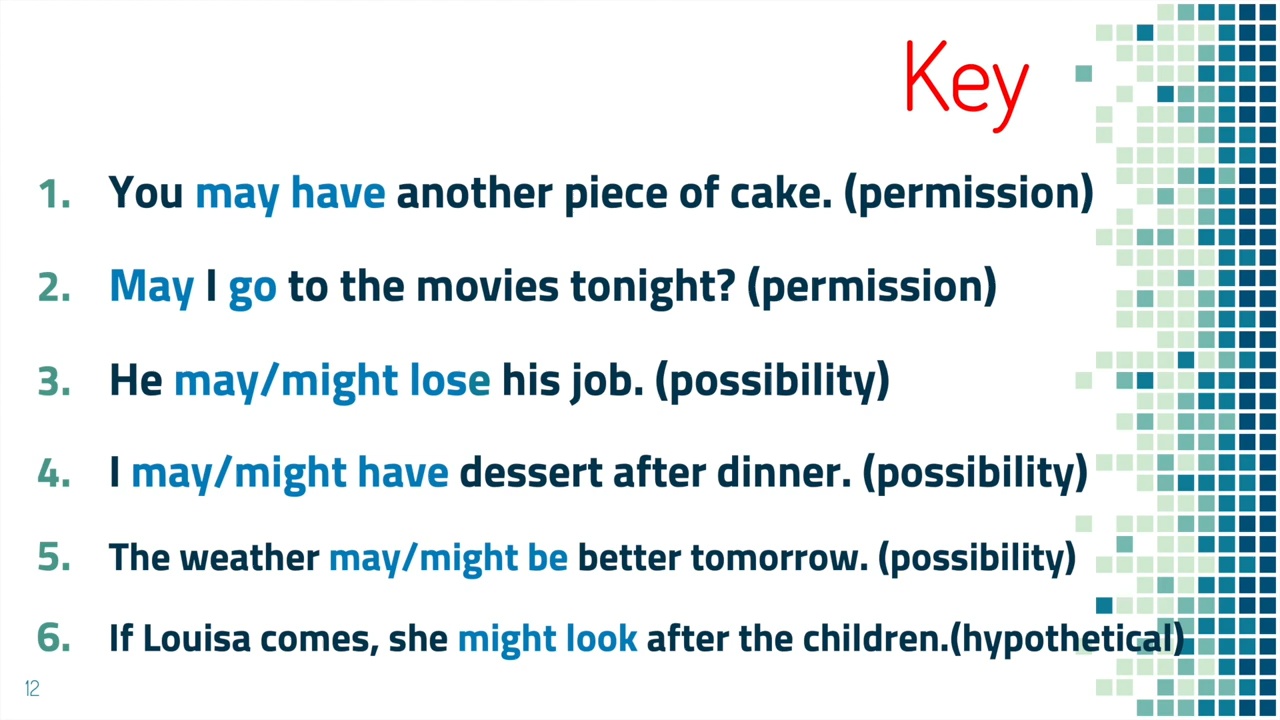 Key
1. You may have another piece of cake. (permission)
2. May I go to the movies tonight? (permission)
3. He may/might lose his job. (possibility)
4. I may/might have dessert after dinner. (possibility)
5. The weather may/might be better tomorrow. (possibility)
6. If Louisa comes, she might look after the children.(hypothetical)
12